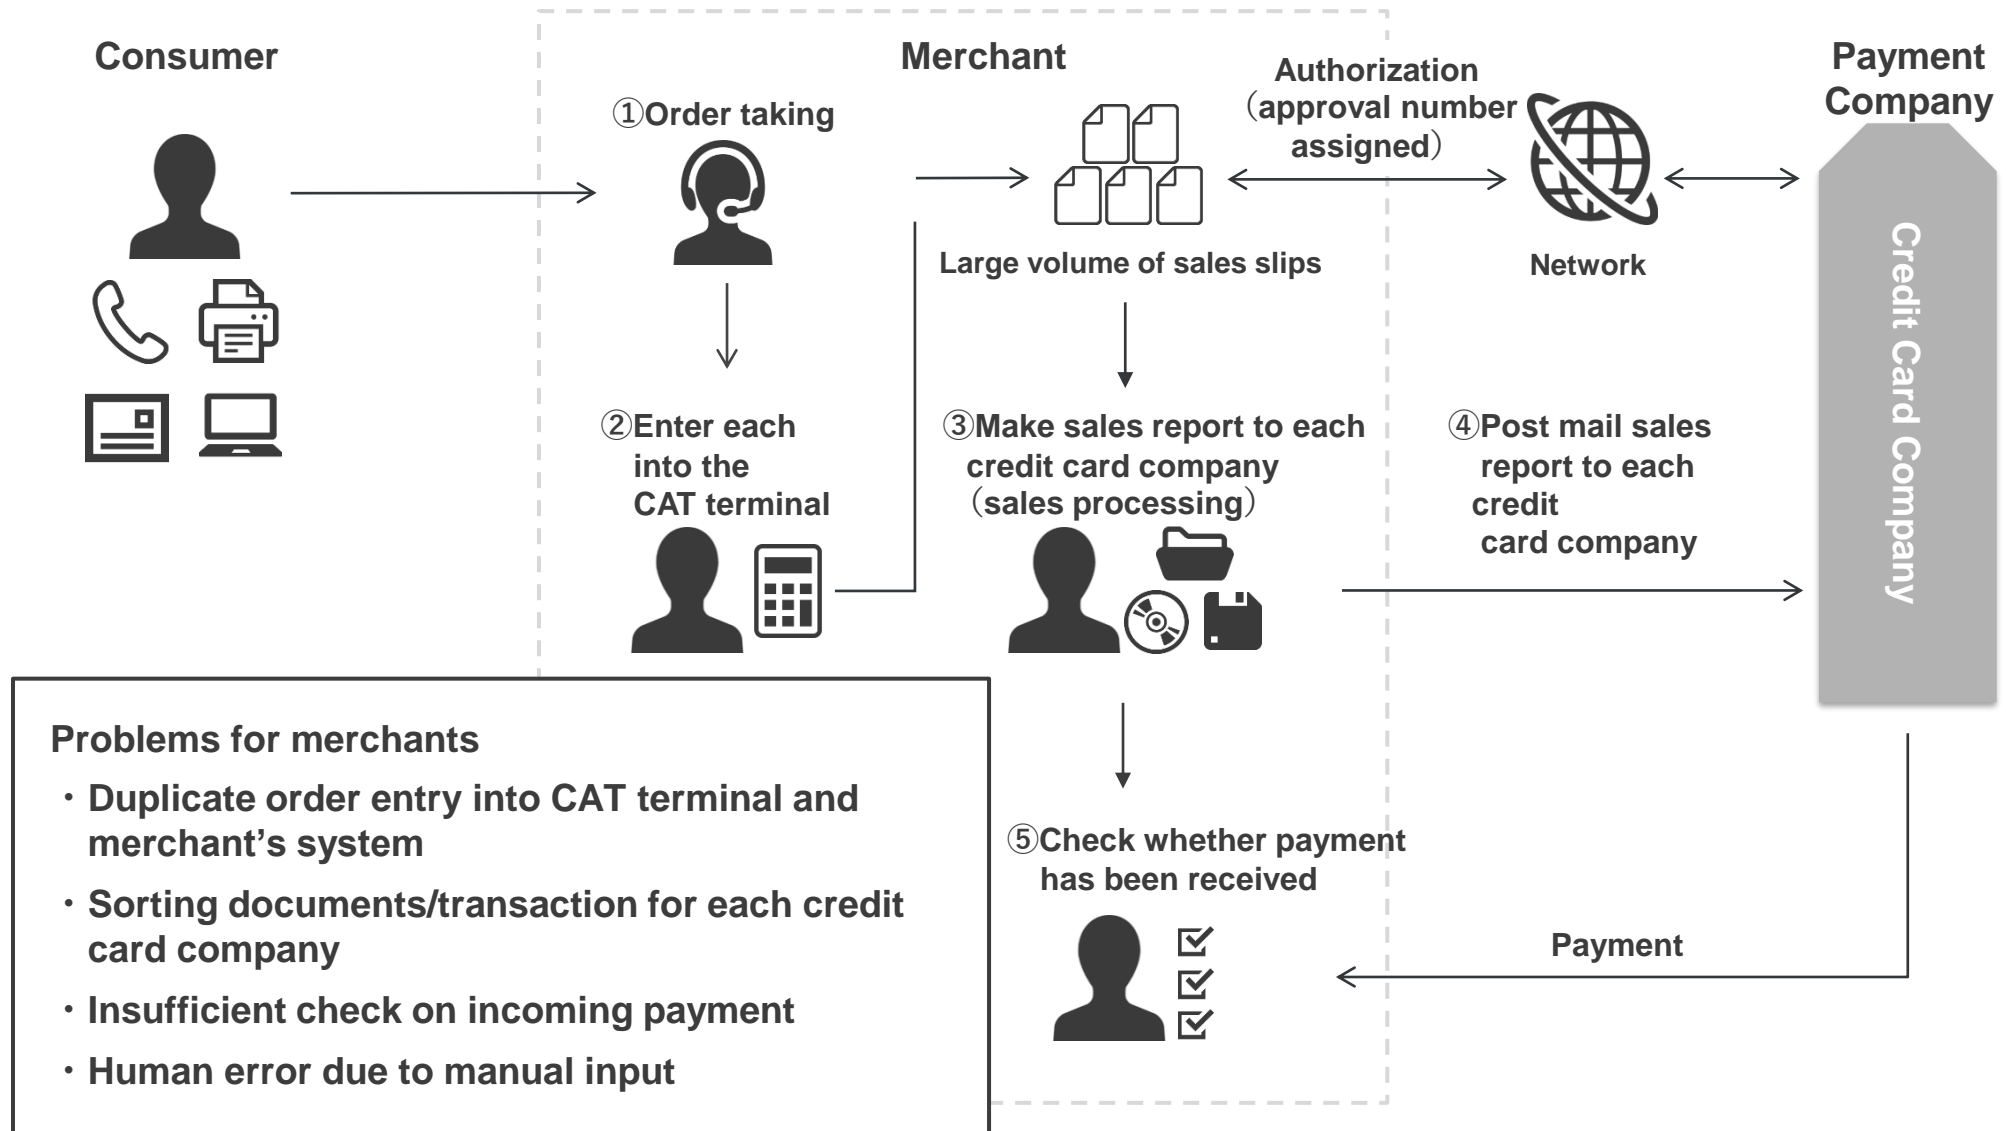 Consumer
Merchant
Payment
Company
①Order taking
Authorization
（approval number
assigned）
Large volume of sales slips
Network
Credit Card Company
②Enter each
into the
CAT terminal
③Make sales report to each
credit card company
（sales processing）
④Post mail sales
report to each
credit
card company
⑤Check whether payment
has been received
Payment
Problems for merchants
・Duplicate order entry into CAT terminal and
merchant’s system
・Sorting documents/transaction for each credit
card company
・Insufficient check on incoming payment
・Human error due to manual input